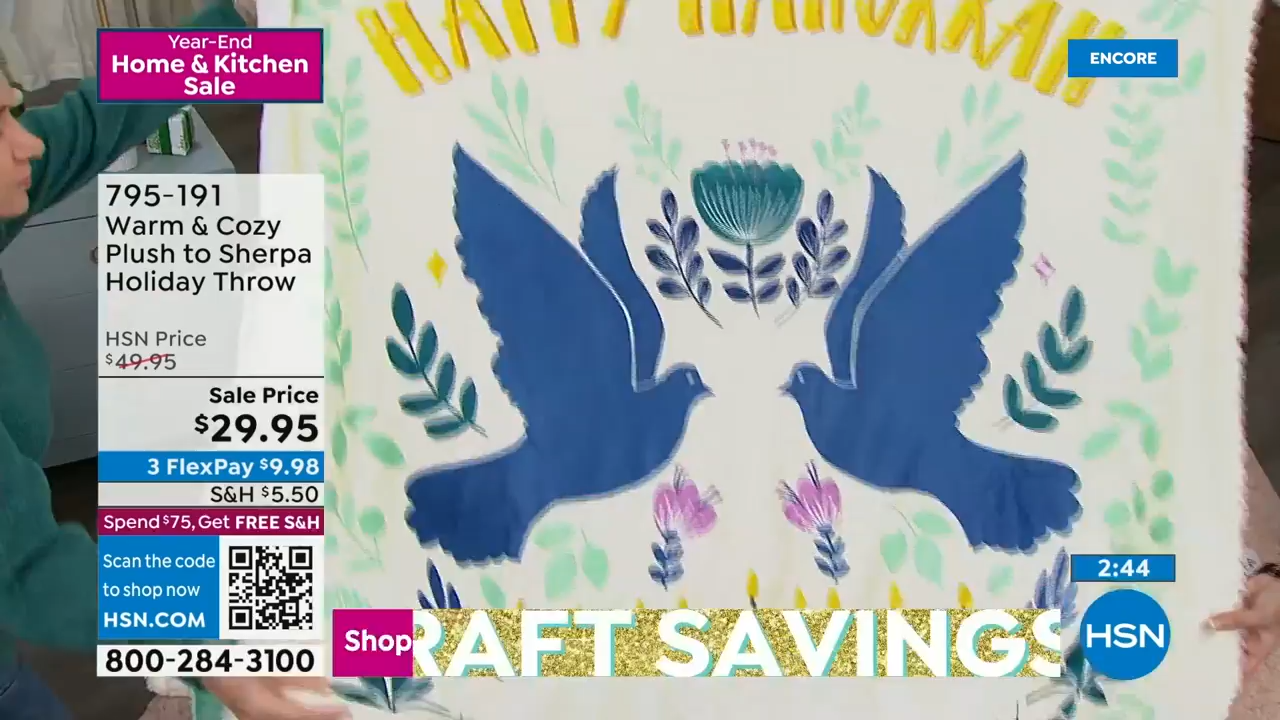 HAPPY HANUKKAH
Year-End
Home & Kitchen
Sale
ENCORE
795-191
Warm & Cozy
Plush to Sherpa
Holiday Throw
HSN Price
$49.95
Sale Price
$29.95
3 FlexPay $9.98
S&H $5.50
Spend $75, Get FREE S&H
Scan the code
to shop now
HSN.COM
800-284-3100
Shop RAFT SAVINGS
2:44
HSN